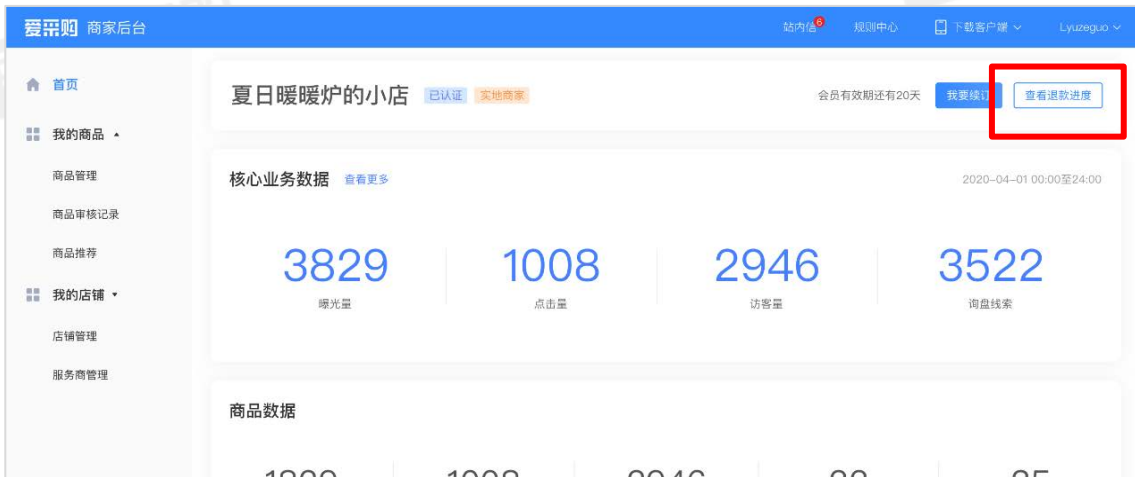 爱采购 商家后台
站内信 6 规则中心 下载客户端 Lyuzeguo
首页
夏日暖暖炉的小店 已认证 实地商家 会员有效期还有20天 我要续订 查看退款进度
我的商品
商品管理
商品审核记录
商品推荐
我的店铺
店铺管理
服务商管理
核心业务数据 查看更多 2020-04-01 00:00至24:00
3829 1008 2946 3522
曝光量 点击量 访客量 询盘线索
商品数据